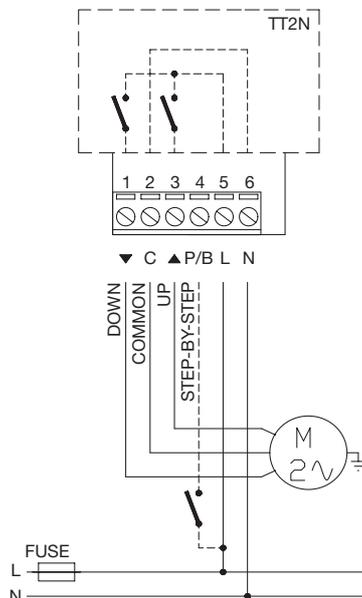 TT2N
1 2 3 4 5 6
▼ C ▲ P/B L N
DOWN
COMMON
UP
STEP-BY-STEP
M
2∿
FUSE
L
N